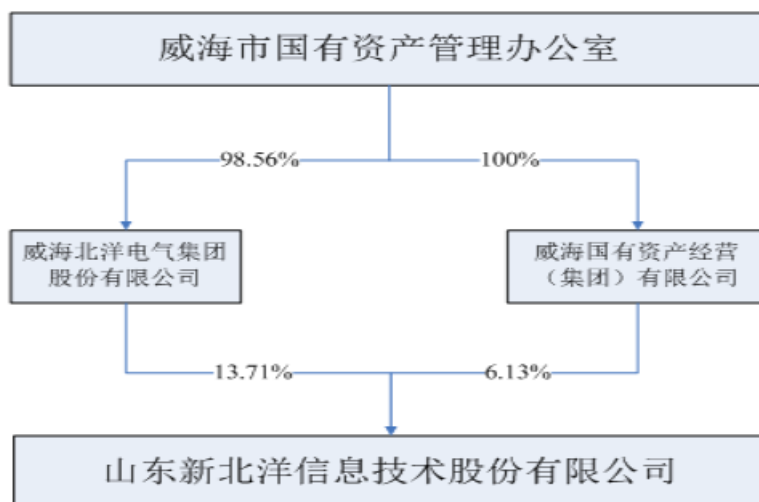 威海市国有资产管理办公室
98.56%
100%
威海北洋电气集团
股份有限公司
威海国有资产经营
（集团）有限公司
13.71%
6.13%
山东新北洋信息技术股份有限公司